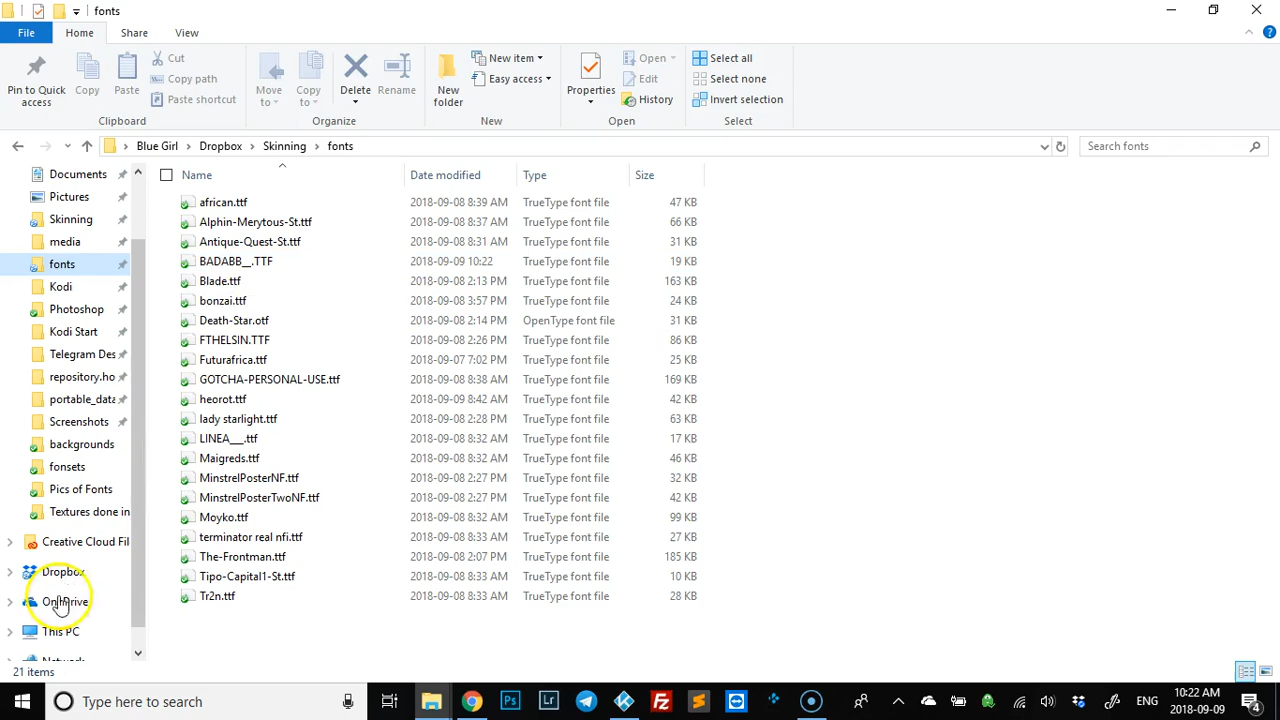 fonts
File Home Share View
Pin to Quick access
Copy
Paste
Cut
Copy path
Paste shortcut
Move to
Copy to
Delete
Rename
New folder
New item
Easy access
Properties
Open
Edit
History
Select all
Select none
Invert selection
Clipboard Organize New Open Select
Blue Girl > Dropbox > Skinning > fonts
Search fonts
Name Date modified Type Size
Documents
Pictures
Skinning
media
fonts
Kodi
Photoshop
Kodi Start
Telegram Des
repository.ho
portable_data
Screenshots
backgrounds
fonsets
Pics of Fonts
Textures done in
Creative Cloud Fil
Dropbox
OneDrive
This PC
Network
african.ttf 2018-09-08 8:39 AM TrueType font file 47 KB
Alphin-Merytous-St.ttf 2018-09-08 8:37 AM TrueType font file 66 KB
Antique-Quest-St.ttf 2018-09-08 8:31 AM TrueType font file 31 KB
BADABB__.TTF 2018-09-09 10:22 TrueType font file 19 KB
Blade.ttf 2018-09-08 2:13 PM TrueType font file 163 KB
bonzai.ttf 2018-09-08 3:57 PM TrueType font file 24 KB
Death-Star.otf 2018-09-08 2:14 PM OpenType font file 31 KB
FTHELSIN.TTF 2018-09-08 2:26 PM TrueType font file 86 KB
Futurafrica.ttf 2018-09-07 7:02 PM TrueType font file 25 KB
GOTCHA-PERSONAL-USE.ttf 2018-09-08 8:38 AM TrueType font file 169 KB
heorot.ttf 2018-09-09 8:42 AM TrueType font file 42 KB
lady starlight.ttf 2018-09-08 2:28 PM TrueType font file 63 KB
LINEA___.ttf 2018-09-08 8:32 AM TrueType font file 17 KB
Maigreds.ttf 2018-09-08 8:32 AM TrueType font file 46 KB
MinstrelPosterNF.ttf 2018-09-08 2:27 PM TrueType font file 32 KB
MinstrelPosterTwoNF.ttf 2018-09-08 2:27 PM TrueType font file 42 KB
Moyko.ttf 2018-09-08 8:32 AM TrueType font file 99 KB
terminator real nfi.ttf 2018-09-08 8:33 AM TrueType font file 27 KB
The-Frontman.ttf 2018-09-08 2:07 PM TrueType font file 185 KB
Tipo-Capital1-St.ttf 2018-09-08 8:33 AM TrueType font file 10 KB
Tr2n.ttf 2018-09-08 8:33 AM TrueType font file 28 KB
21 items
Type here to search
Ps
Lr
Fz
ENG
10:22 AM
2018-09-09
4